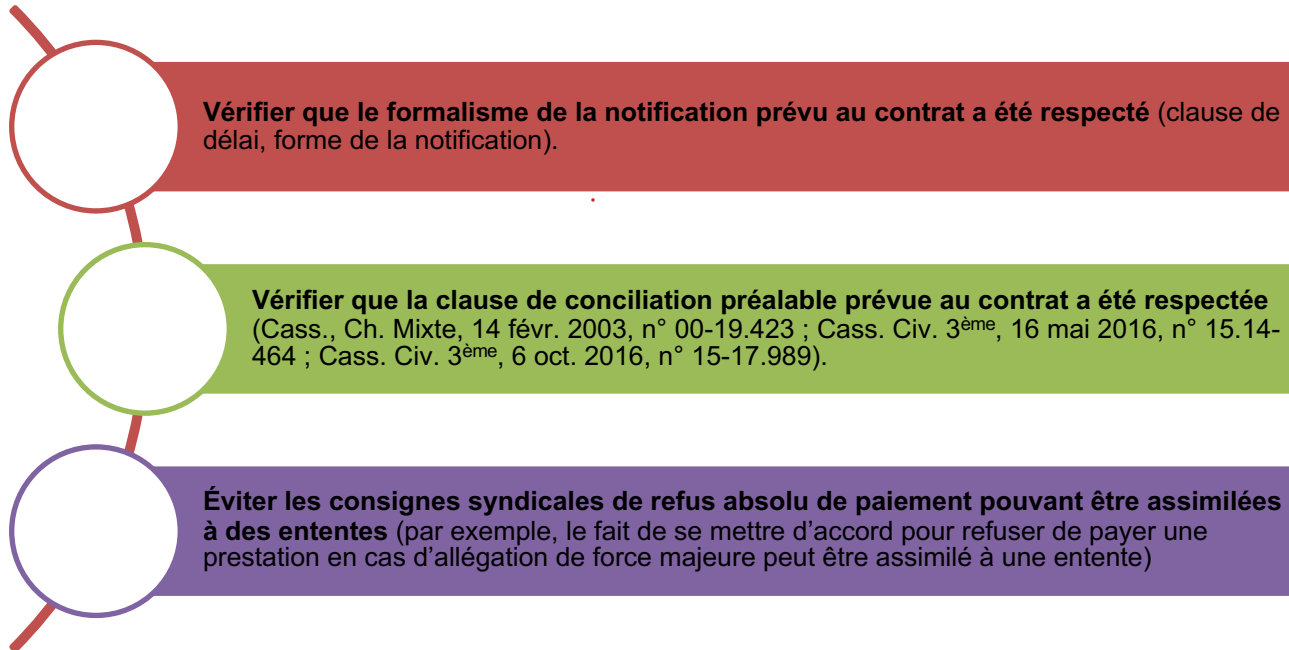 Vérifier que le formalisme de la notification prévu au contrat a été respecté (clause de
délai, forme de la notification).
Vérifier que la clause de conciliation préalable prévue au contrat a été respectée
(Cass., Ch. Mixte, 14 févr. 2003, n° 00-19.423 ; Cass. Civ. 3ème, 16 mai 2016, n° 15.14-
464 ; Cass. Civ. 3ème, 6 oct. 2016, n° 15-17.989).
Éviter les consignes syndicales de refus absolu de paiement pouvant être assimilées
à des ententes (par exemple, le fait de se mettre d’accord pour refuser de payer une
prestation en cas d’allégation de force majeure peut être assimilé à une entente)